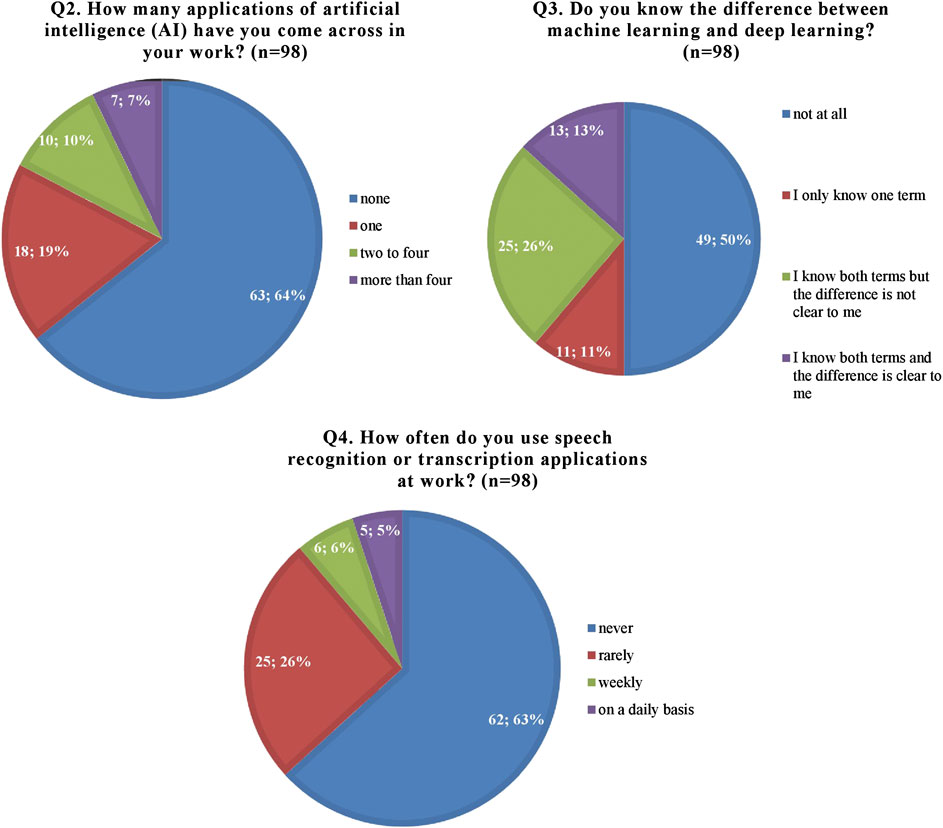 Q2. How many applications of artificial
intelligence (AI) have you come across in
your work? (n=98)
7; 7%
10; 10%
18; 19%
63; 64%
none
one
two to four
more than four
Q3. Do you know the difference between
machine learning and deep learning?
(n=98)
13; 13%
25; 26%
49; 50%
11; 11%
not at all
I only know one term
I know both terms but
the difference is not
clear to me
I know both terms and
the difference is clear to
me
Q4. How often do you use speech
recognition or transcription applications
at work? (n=98)
5; 5%
6; 6%
25; 26%
62; 63%
never
rarely
weekly
on a daily basis